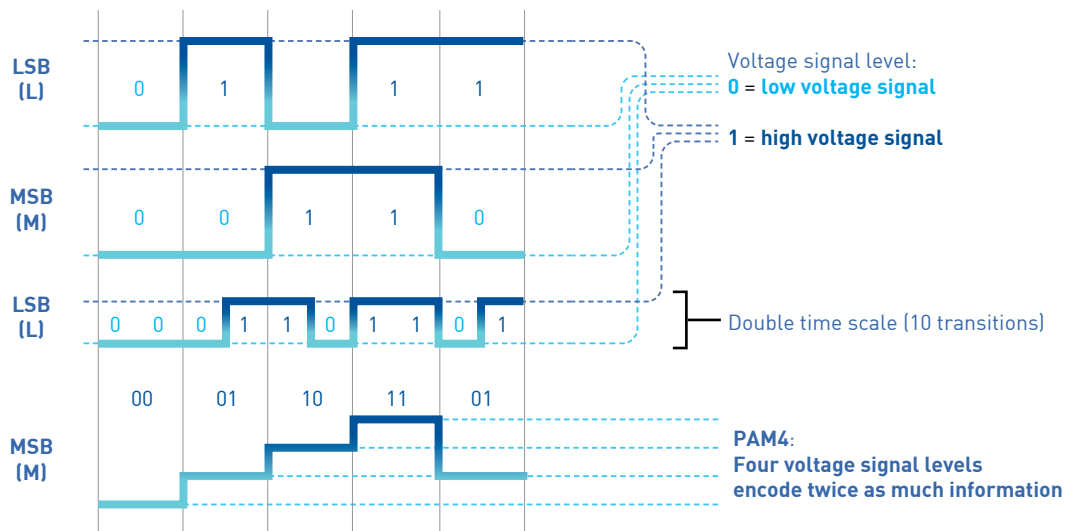 LSB
(L)
0 1 1 1
Voltage signal level:
0 = low voltage signal
1 = high voltage signal
MSB
(M)
0 0 1 1 0
LSB
(L)
0 0 0 1 1 0 1 1 0 1
Double time scale (10 transitions)
00 01 10 11 01
MSB
(M)
PAM4:
Four voltage signal levels
encode twice as much information